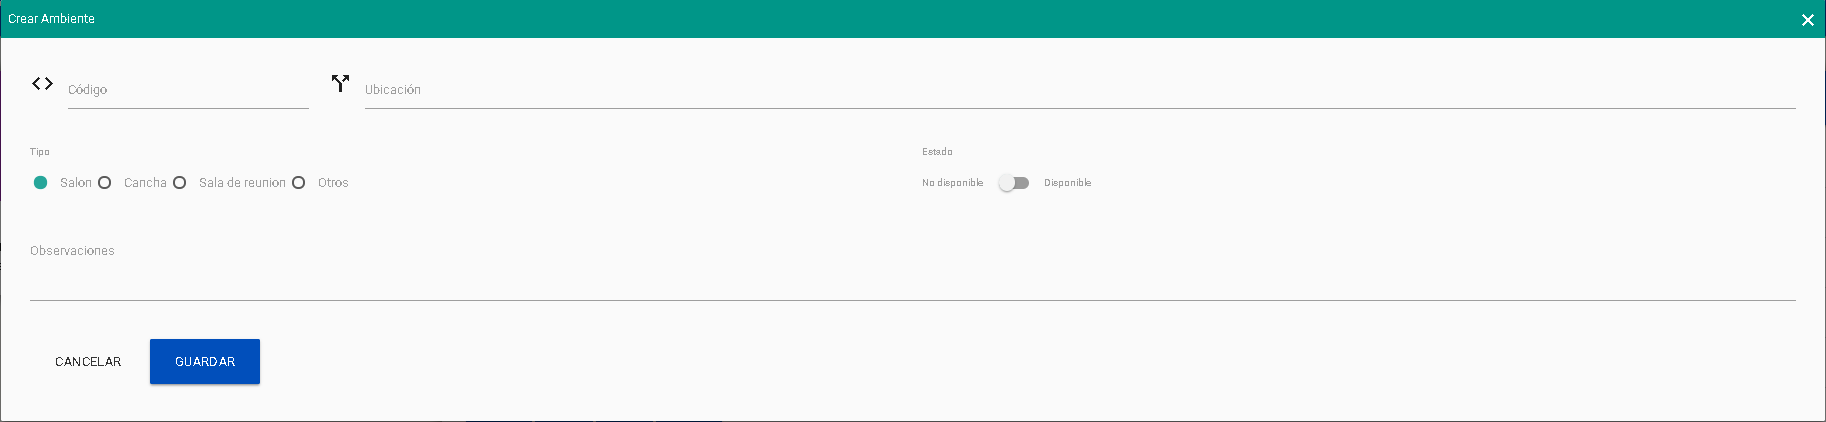 Crear Ambiente
Código
Ubicación
Tipo
Estado
Salon Cancha Sala de reunion Otros
No disponible Disponible
Observaciones
CANCELAR GUARDAR